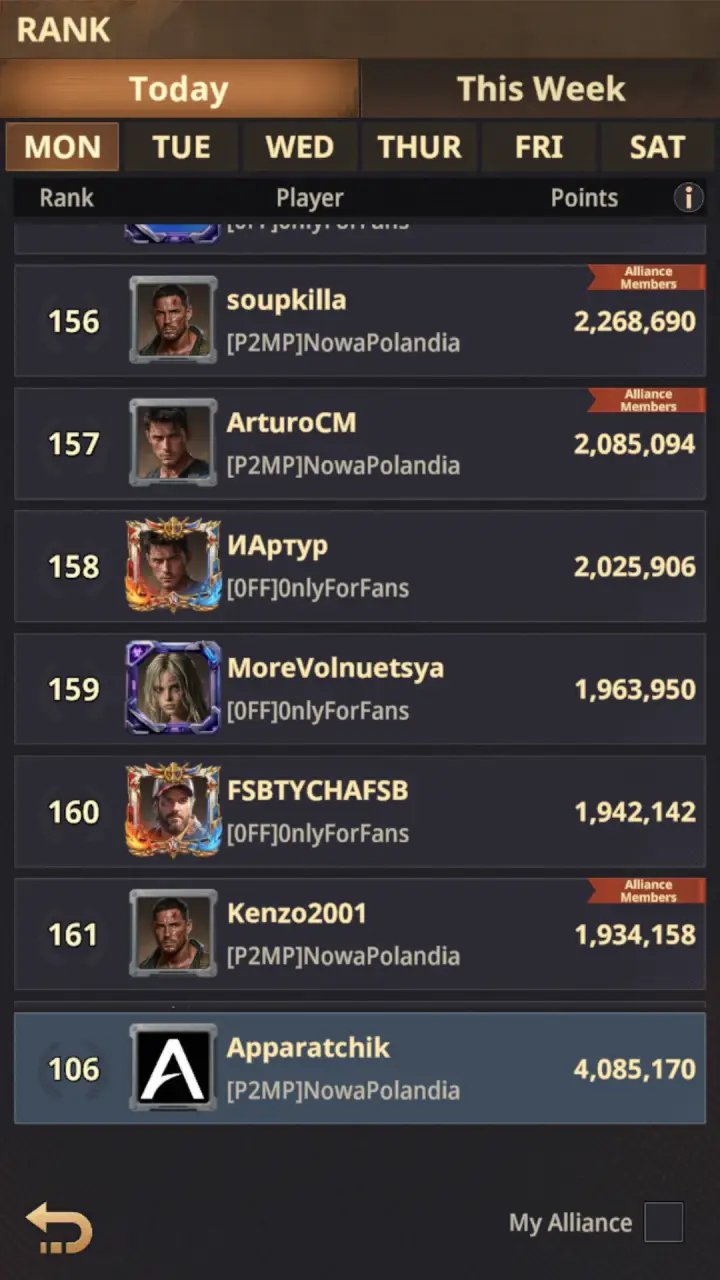 RANK
Today
This Week
MON
TUE
WED
THUR
FRI
SAT
Rank
Player
Points
[0FF]0nlyForFans
156
soupkilla
[P2MP]NowaPolandia
Alliance
Members
2,268,690
157
ArturoCM
[P2MP]NowaPolandia
Alliance
Members
2,085,094
158
ИАртур
[0FF]0nlyForFans
2,025,906
159
MoreVolnuetsya
[0FF]0nlyForFans
1,963,950
160
FSBTYCHAFSB
[0FF]0nlyForFans
1,942,142
161
Kenzo2001
[P2MP]NowaPolandia
Alliance
Members
1,934,158
106
Apparatchik
[P2MP]NowaPolandia
4,085,170
My Alliance